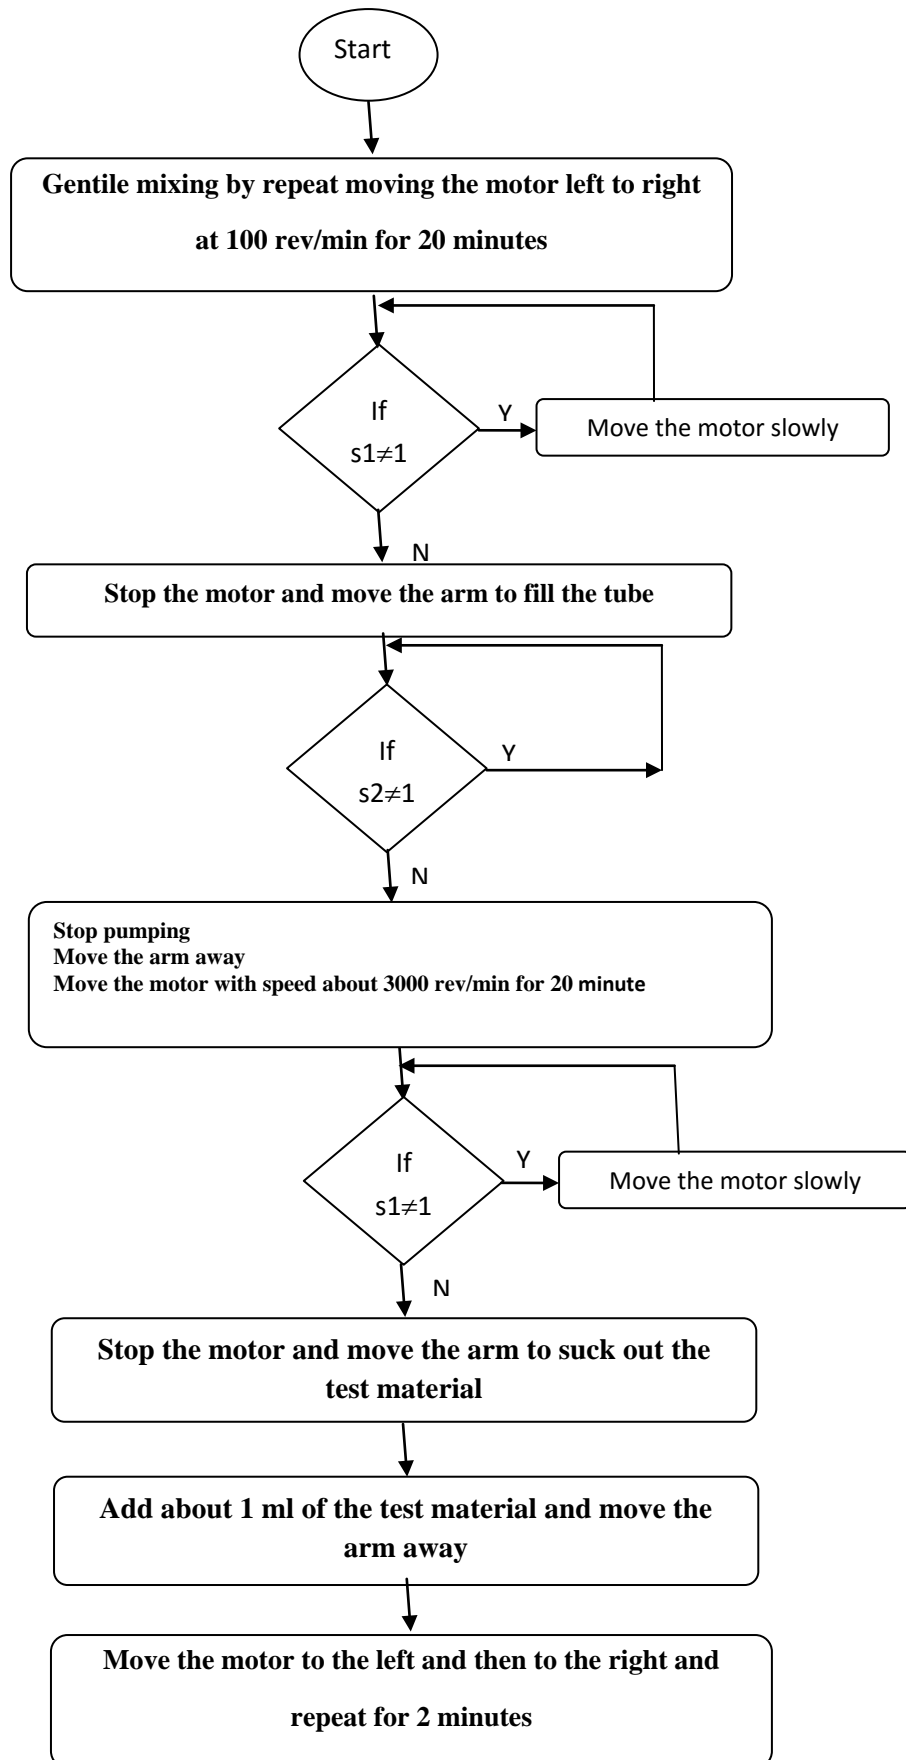 Start
Gentile mixing by repeat moving the motor left to right
at 100 rev/min for 20 minutes
If
s1≠1
Y
Move the motor slowly
N
Stop the motor and move the arm to fill the tube
If
s2≠1
Y
N
Stop pumping
Move the arm away
Move the motor with speed about 3000 rev/min for 20 minute
If
s1≠1
Y
Move the motor slowly
N
Stop the motor and move the arm to suck out the
test material
Add about 1 ml of the test material and move the
arm away
Move the motor to the left and then to the right and
repeat for 2 minutes